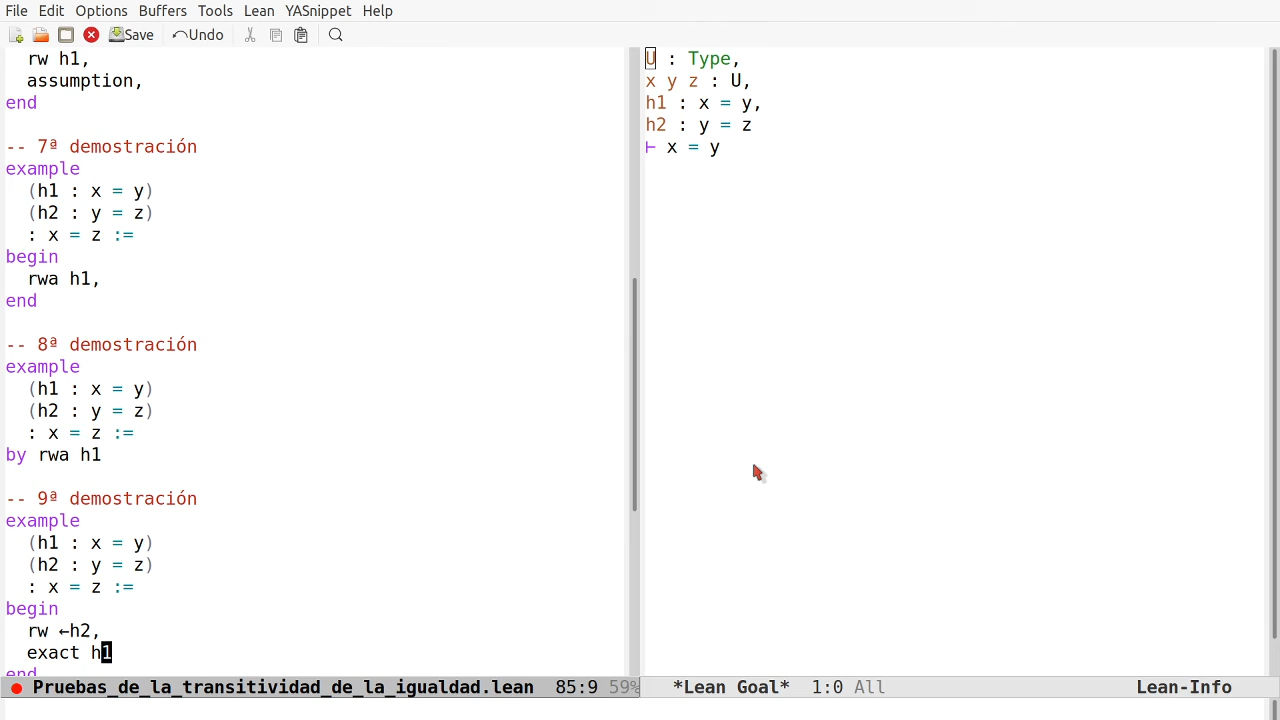 File Edit Options Buffers Tools Lean YASnippet Help
Save Undo
rw h1,
assumption,
end
-- 7ª demostración
example
(h1 : x = y)
(h2 : y = z)
: x = z :=
begin
rwa h1,
end
-- 8ª demostración
example
(h1 : x = y)
(h2 : y = z)
: x = z :=
by rwa h1
-- 9ª demostración
example
(h1 : x = y)
(h2 : y = z)
: x = z :=
begin
rw ←h2,
exact h1
end
Pruebas_de_la_transitividad_de_la_igualdad.lean 85:9 59%
U : Type,
x y z : U,
h1 : x = y,
h2 : y = z
⊢ x = y
*Lean Goal* 1:0 All Lean-Info